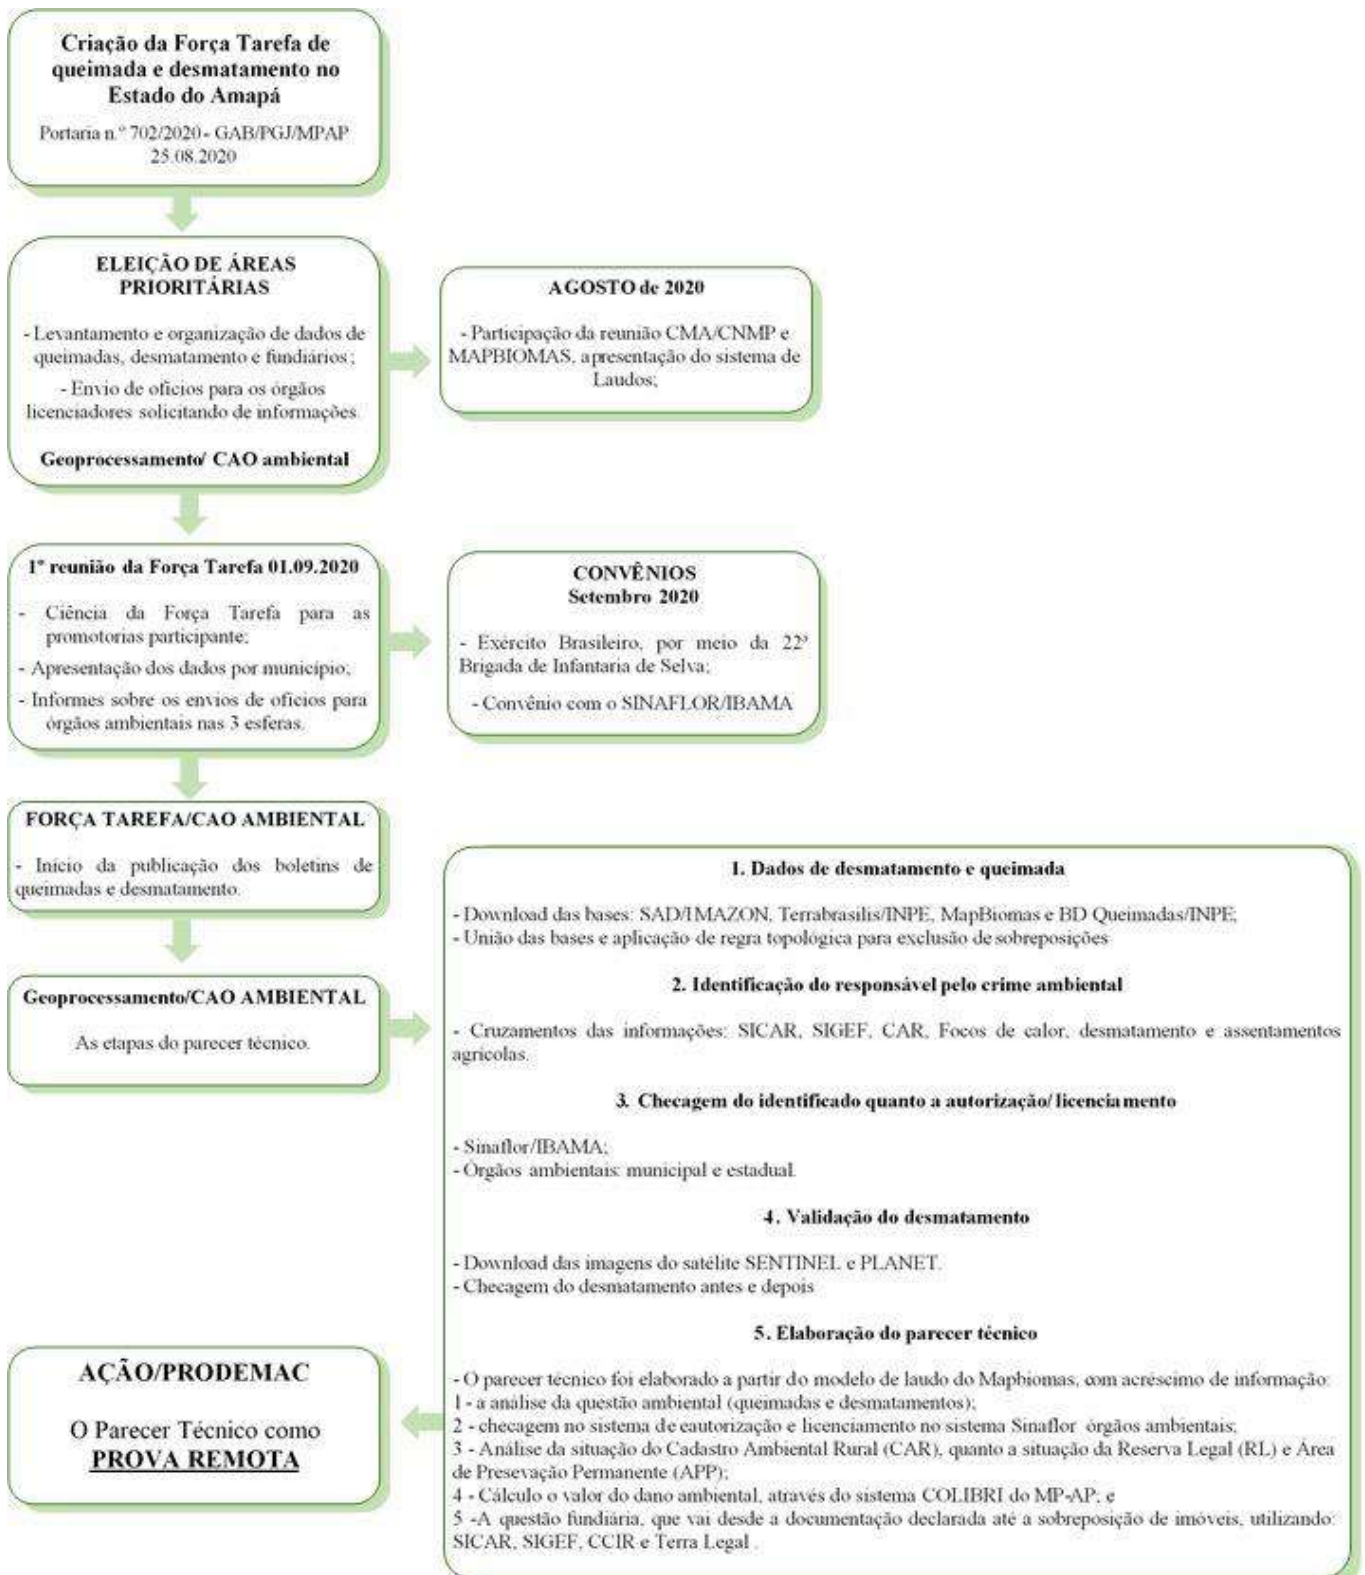 Criação da Força Tarefa de
queimada e desmatamento no
Estado do Amapá
Portaria n.º 702/2020 - GAB/PGJ/MPAP
25.08.2020
ELEIÇÃO DE ÁREAS
PRIORITÁRIAS
- Levantamento e organização de dados de
queimadas, desmatamento e fundiários;
- Envio de ofícios para os órgãos
licenciadores solicitando de informações.
Geoprocessamento/ CAO ambiental
AGOSTO de 2020
- Participação da reunião CMA/CNMP e
MAPBIOMAS, apresentação do sistema de
Laudos;
1ª reunião da Força Tarefa 01.09.2020
- Ciência da Força Tarefa para as
promotorias participante;
- Apresentação dos dados por município;
- Informes sobre os envios de ofícios para
órgãos ambientais nas 3 esferas.
CONVÊNIOS
Setembro 2020
- Exército Brasileiro, por meio da 22ª
Brigada de Infantaria de Selva;
- Convênio com o SINAFLOR/IBAMA
FORÇA TAREFA/CAO AMBIENTAL
- Início da publicação dos boletins de
queimadas e desmatamento.
Geoprocessamento/CAO AMBIENTAL
As etapas do parecer técnico.
1. Dados de desmatamento e queimada
- Download das bases: SAD/IMAZON, Terrabrasilis/INPE, MapBiomas e BD Queimadas/INPE;
- União das bases e aplicação de regra topológica para exclusão de sobreposições
2. Identificação do responsável pelo crime ambiental
- Cruzamentos das informações: SICAR, SIGEF, CAR, Focos de calor, desmatamento e assentamentos
agrícolas.
3. Checagem do identificado quanto a autorização/ licenciamento
- Sinaflor/IBAMA;
- Órgãos ambientais: municipal e estadual.
4. Validação do desmatamento
- Download das imagens do satélite SENTINEL e PLANET.
- Checagem do desmatamento antes e depois
5. Elaboração do parecer técnico
- O parecer técnico foi elaborado a partir do modelo de laudo do Mapbiomas, com acréscimo de informação:
1 - a análise da questão ambiental (queimadas e desmatamentos);
2 - checagem no sistema de eautorização e licenciamento no sistema Sinaflor órgãos ambientais;
3 - Análise da situação do Cadastro Ambiental Rural (CAR), quanto a situação da Reserva Legal (RL) e Área
de Presevação Permanente (APP);
4 - Cálculo o valor do dano ambiental, através do sistema COLIBRI do MP-AP; e
5 -A questão fundiária, que vai desde a documentação declarada até a sobreposição de imóveis, utilizando:
SICAR, SIGEF, CCIR e Terra Legal .
AÇÃO/PRODEMAC
O Parecer Técnico como
PROVA REMOTA